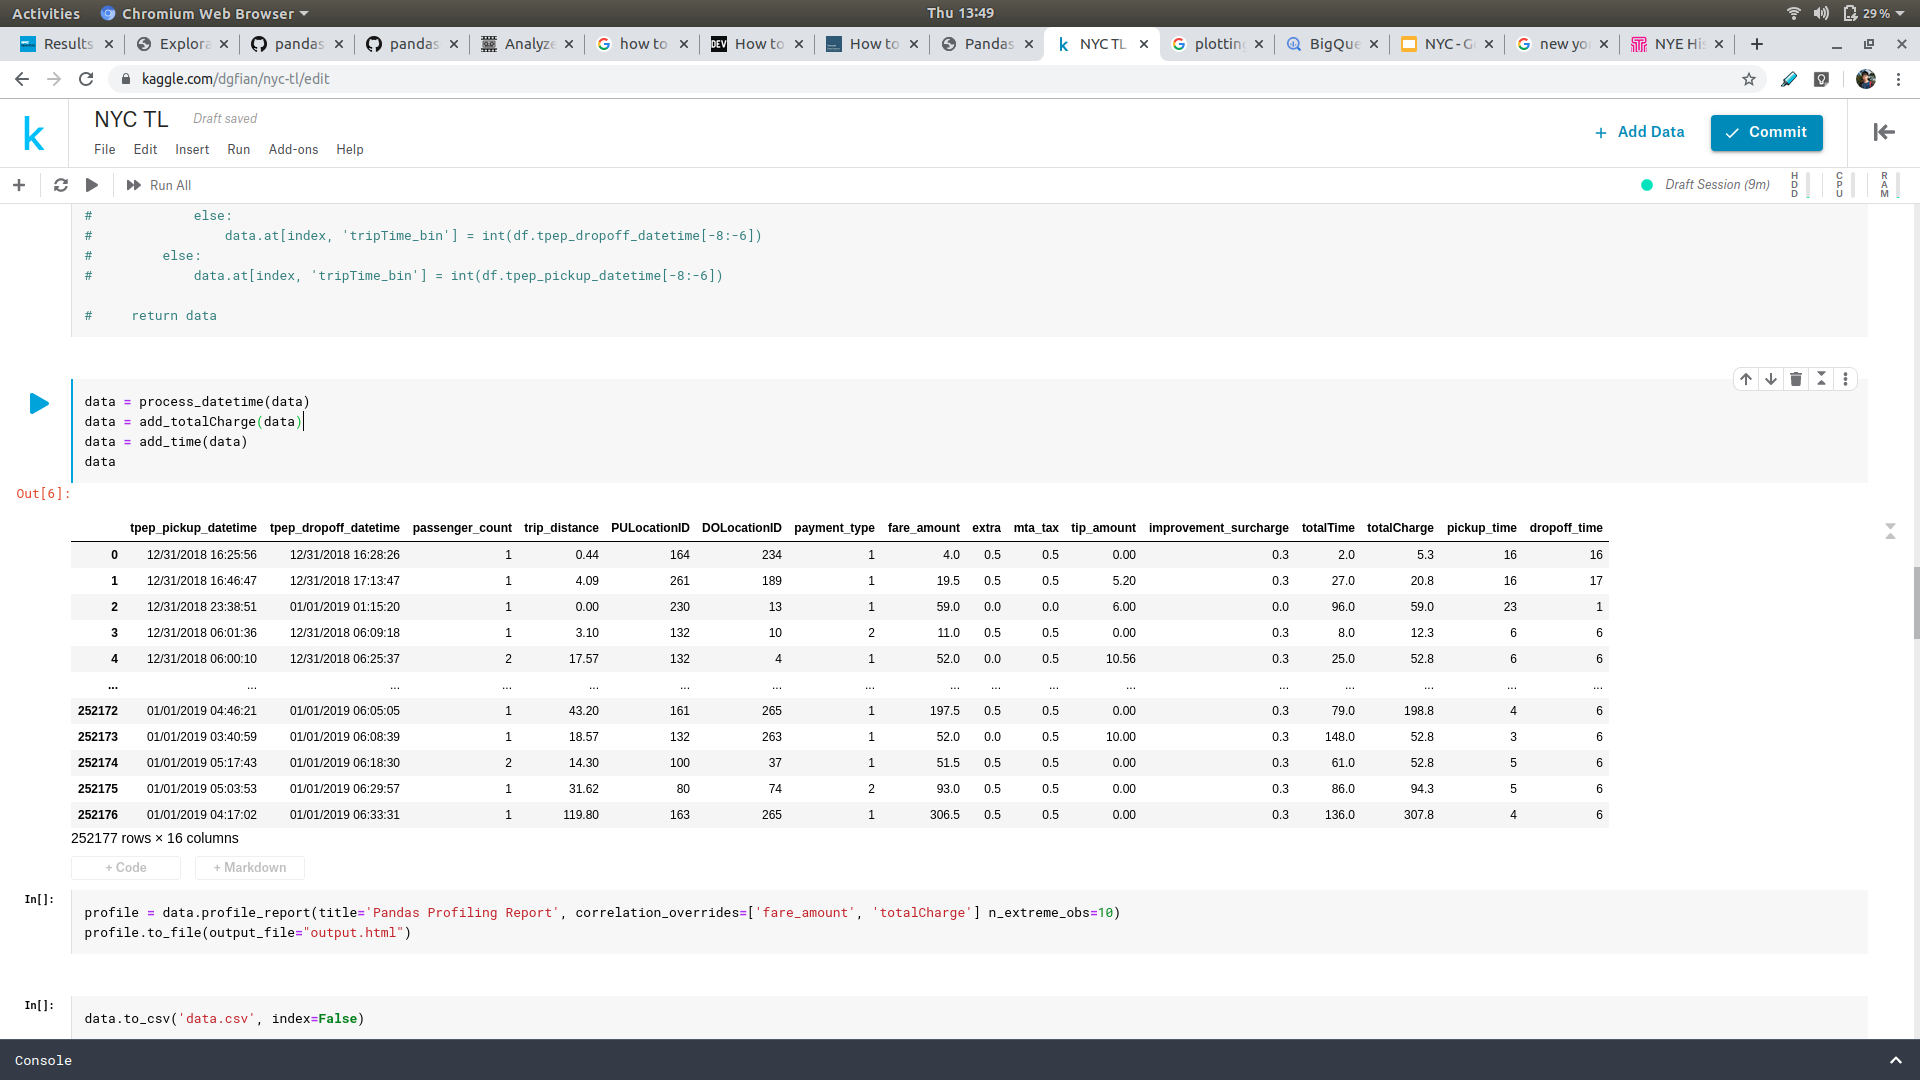 Activities Chromium Web Browser Thu 13:49 29 %
Results Explora pandas pandas Analyze how to DEV How to How to Pandas k NYC TL plotting BigQue NYC - G new yo NYE His
kaggle.com/dgfian/nyc-tl/edit
k NYC TL Draft saved
File Edit Insert Run Add-ons Help
+ Add Data Commit
Run All Draft Session (9m) HDD CPU RAM
# else:
# data.at[index, 'tripTime_bin'] = int(df.tpep_dropoff_datetime[-8:-6])
# else:
# data.at[index, 'tripTime_bin'] = int(df.tpep_pickup_datetime[-8:-6])
# return data
data = process_datetime(data)
data = add_totalCharge(data)
data = add_time(data)
data
Out[6]:
tpep_pickup_datetime tpep_dropoff_datetime passenger_count trip_distance PULocationID DOLocationID payment_type fare_amount extra mta_tax tip_amount improvement_surcharge totalTime totalCharge pickup_time dropoff_time
0 12/31/2018 16:25:56 12/31/2018 16:28:26 1 0.44 164 234 1 4.0 0.5 0.5 0.00 0.3 2.0 5.3 16 16
1 12/31/2018 16:46:47 12/31/2018 17:13:47 1 4.09 261 189 1 19.5 0.5 0.5 5.20 0.3 27.0 20.8 16 17
2 12/31/2018 23:38:51 01/01/2019 01:15:20 1 0.00 230 13 1 59.0 0.0 0.0 6.00 0.0 96.0 59.0 23 1
3 12/31/2018 06:01:36 12/31/2018 06:09:18 1 3.10 132 10 2 11.0 0.5 0.5 0.00 0.3 8.0 12.3 6 6
4 12/31/2018 06:00:10 12/31/2018 06:25:37 2 17.57 132 4 1 52.0 0.0 0.5 10.56 0.3 25.0 52.8 6 6
... ... ... ... ... ... ... ... ... ... ... ... ... ... ... ... ...
252172 01/01/2019 04:46:21 01/01/2019 06:05:05 1 43.20 161 265 1 197.5 0.5 0.5 0.00 0.3 79.0 198.8 4 6
252173 01/01/2019 03:40:59 01/01/2019 06:08:39 1 18.57 132 263 1 52.0 0.0 0.5 10.00 0.3 148.0 52.8 3 6
252174 01/01/2019 05:17:43 01/01/2019 06:18:30 2 14.30 100 37 1 51.5 0.5 0.5 0.00 0.3 61.0 52.8 5 6
252175 01/01/2019 05:03:53 01/01/2019 06:29:57 1 31.62 80 74 2 93.0 0.5 0.5 0.00 0.3 86.0 94.3 5 6
252176 01/01/2019 04:17:02 01/01/2019 06:33:31 1 119.80 163 265 1 306.5 0.5 0.5 0.00 0.3 136.0 307.8 4 6
252177 rows × 16 columns
+ Code + Markdown
In[]:
profile = data.profile_report(title='Pandas Profiling Report', correlation_overrides=['fare_amount', 'totalCharge'] n_extreme_obs=10)
profile.to_file(output_file="output.html")
In[]:
data.to_csv('data.csv', index=False)
Console